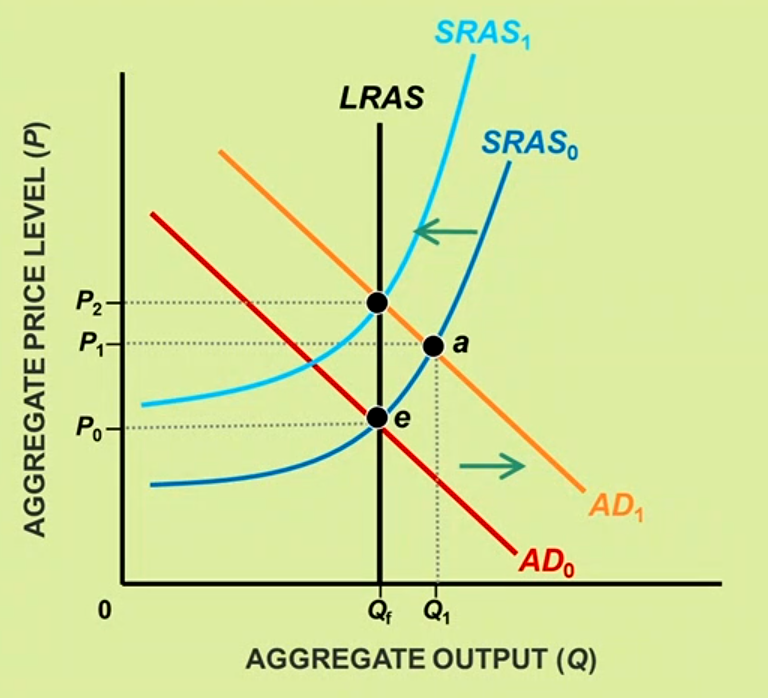 SRAS₁
LRAS
SRAS₀
AGGREGATE PRICE LEVEL (P)
P₂
P₁
a
e
P₀
AD₁
AD₀
0
Qf
Q₁
AGGREGATE OUTPUT (Q)